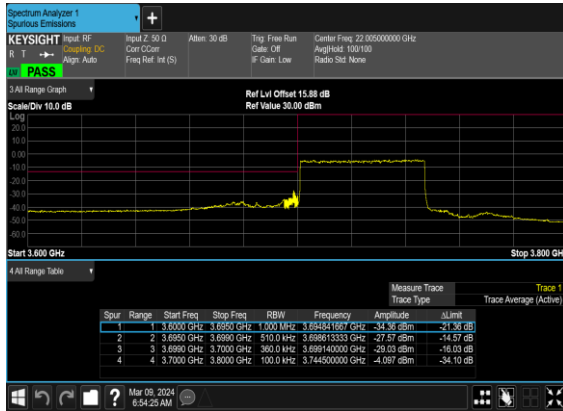 Spectrum Analyzer 1
Spurious Emissions
KEYSIGHT
R T
LU PASS
Input: RF
Coupling: DC
Align: Auto
Input Z: 50 Ω
Corr CCorr
Freq Ref: Int (S)
Atten: 30 dB
Trig: Free Run
Gate: Off
IF Gain: Low
Center Freq: 22.005000000 GHz
Avg|Hold: 100/100
Radio Std: None
3 All Range Graph
Scale/Div 10.0 dB
Ref Lvl Offset 15.88 dB
Ref Value 30.00 dBm
Log
20.0
10.0
0.00
-10.0
-20.0
-30.0
-40.0
-50.0
-60.0
Start 3.600 GHz
Stop 3.800 GH
4 All Range Table
Measure Trace Trace 1
Trace Type Trace Average (Active)
Spur Range Start Freq Stop Freq RBW Frequency Amplitude ΔLimit
1 1 3.6000 GHz 3.6950 GHz 1.000 MHz 3.694841667 GHz -34.36 dBm -21.36 dB
2 2 3.6950 GHz 3.6990 GHz 510.0 kHz 3.698613333 GHz -27.57 dBm -14.57 dB
3 3 3.6990 GHz 3.7000 GHz 360.0 kHz 3.699140000 GHz -29.03 dBm -16.03 dB
4 4 3.7000 GHz 3.8000 GHz 100.0 kHz 3.744500000 GHz -4.097 dBm -34.10 dB
Mar 09, 2024
6:54:25 AM